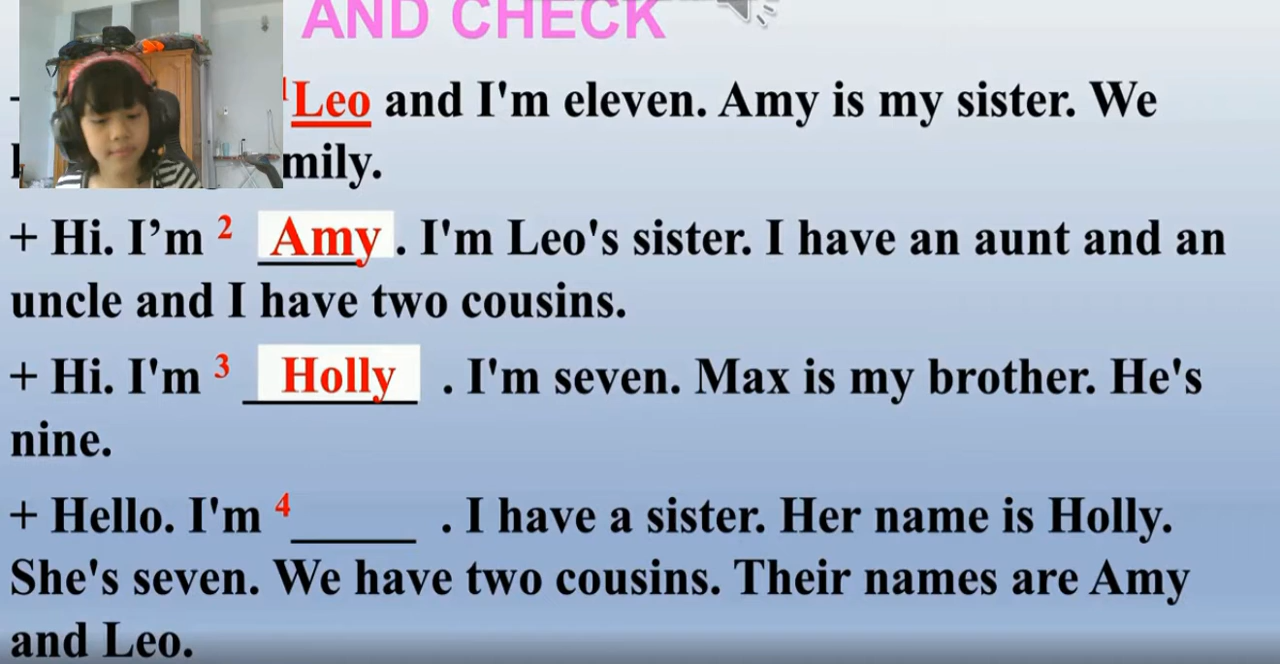 AND CHECK
1 Leo and I'm eleven. Amy is my sister. We
mily.
+ Hi. I’m 2 Amy . I'm Leo's sister. I have an aunt and an
uncle and I have two cousins.
+ Hi. I'm 3 Holly . I'm seven. Max is my brother. He's
nine.
+ Hello. I'm 4 ______ . I have a sister. Her name is Holly.
She's seven. We have two cousins. Their names are Amy
and Leo.